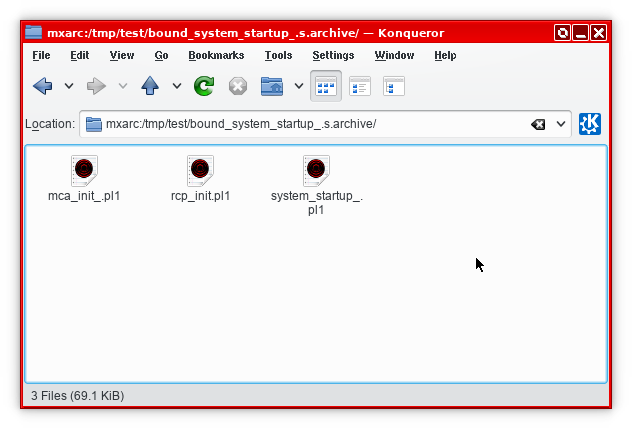 mxarc:/tmp/test/bound_system_startup_.s.archive/ — Konqueror
File Edit View Go Bookmarks Tools Settings Window Help
Location: mxarc:/tmp/test/bound_system_startup_.s.archive/
mca_init_.pl1 rcp_init.pl1 system_startup_.
pl1
3 Files (69.1 KiB)